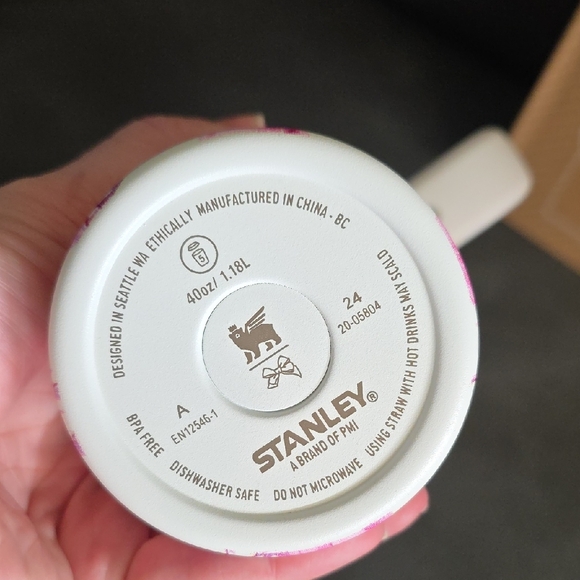 DESIGNED IN SEATTLE WA ETHICALLY MANUFACTURED IN CHINA - BC
5
40oz/ 1.18L
24
20-05804
A
EN12546-1
STANLEY®
A BRAND OF PMI
BPA FREE DISHWASHER SAFE DO NOT MICROWAVE USING STRAW WITH HOT DRINKS MAY SCALD